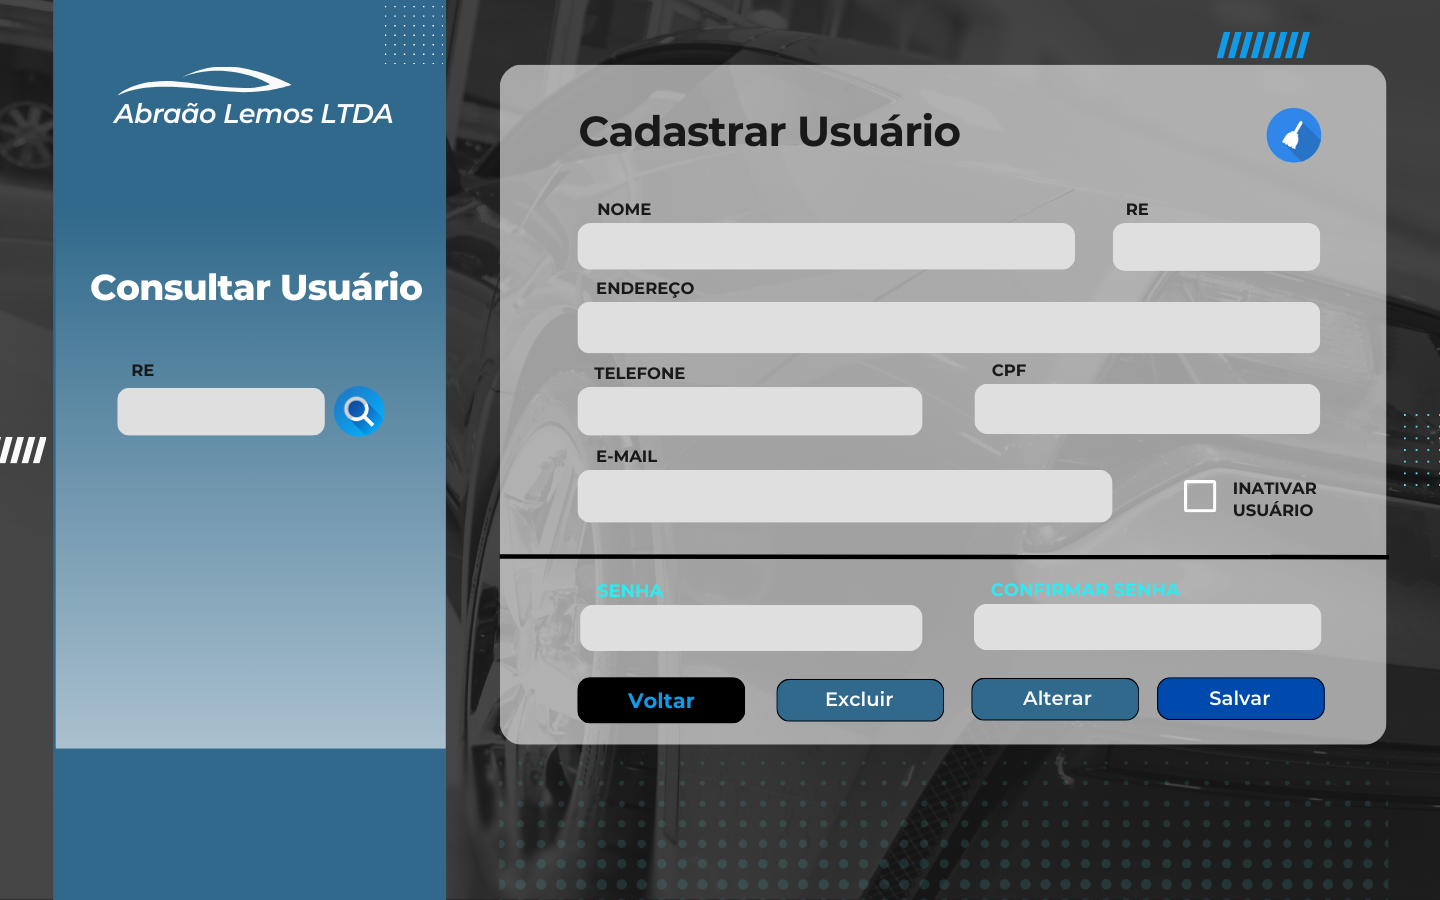 Abraão Lemos LTDA
Consultar Usuário
RE
Cadastrar Usuário
NOME
RE
ENDEREÇO
TELEFONE
CPF
E-MAIL
INATIVAR
USUÁRIO
SENHA
CONFIRMAR SENHA
Voltar
Excluir
Alterar
Salvar